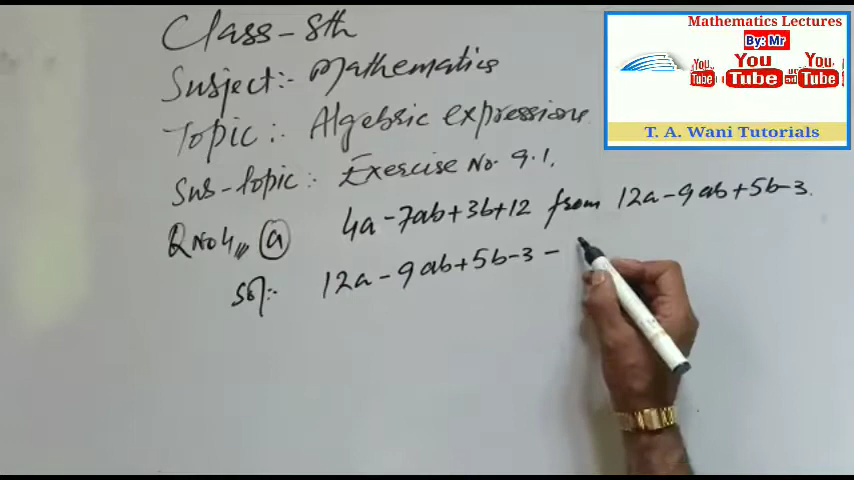 Class - 8th
Susject:- Mathematics
Topic:- Algebric expressions
Sus-topic: Exercise No. 9.1.
Q No 4,, (a) 4a - 7ab + 3b + 12 from 12a - 9ab + 5b - 3.
Sol:- 12a - 9ab + 5b - 3 -
Mathematics Lectures
By: Mr
You Tube
You Tube
You Tube
T. A. Wani Tutorials